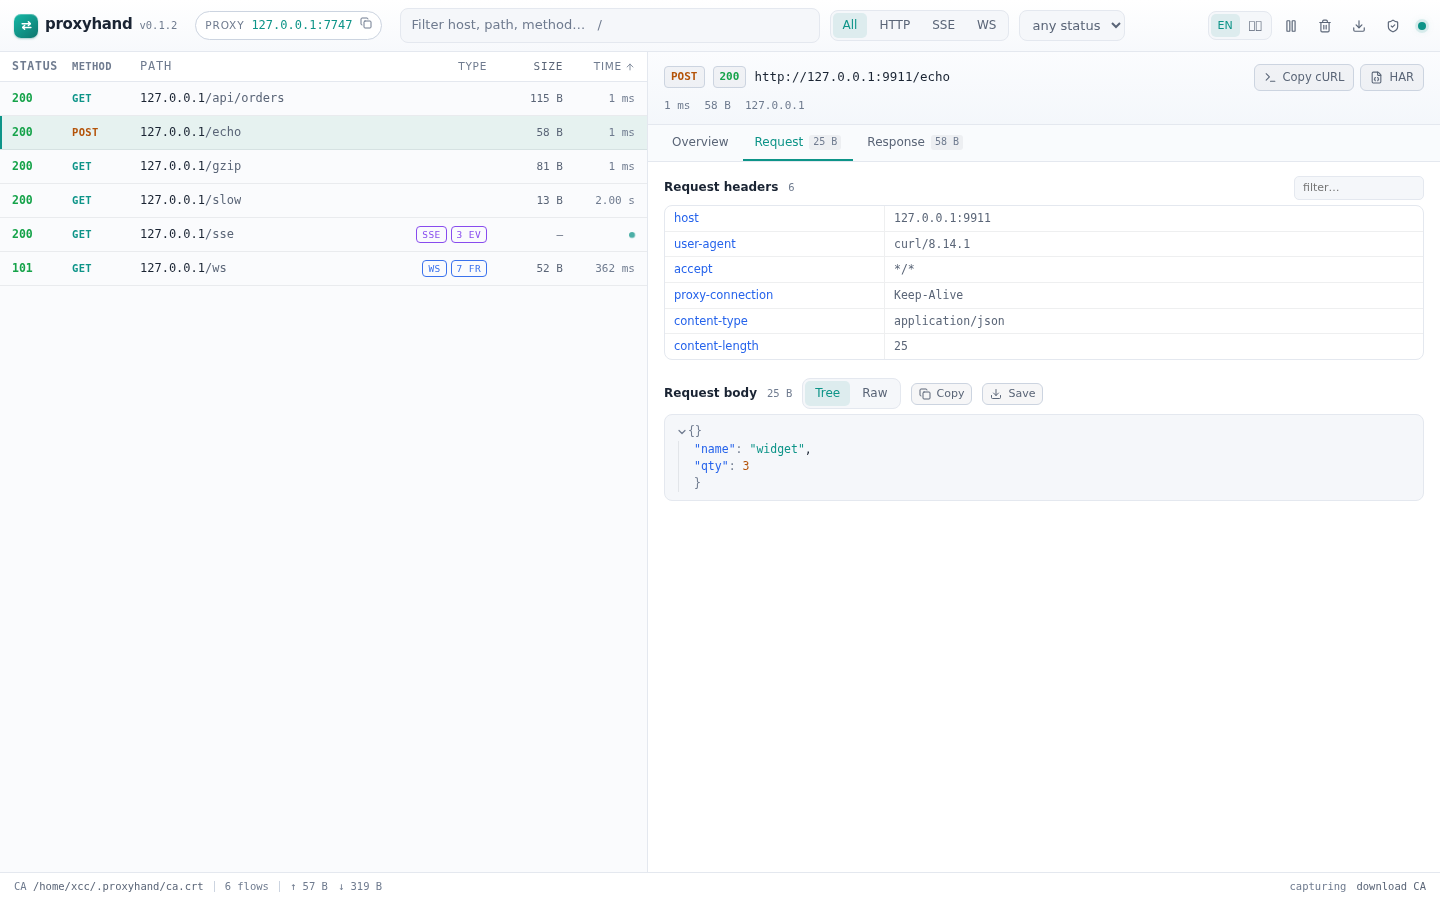 proxyhand v0.1.2 PROXY 127.0.0.1:7747 Filter host, path, method… / All HTTP SSE WS any status EN
STATUS METHOD PATH TYPE SIZE TIME ↑
200 GET 127.0.0.1/api/orders 115 B 1 ms
200 POST 127.0.0.1/echo 58 B 1 ms
200 GET 127.0.0.1/gzip 81 B 1 ms
200 GET 127.0.0.1/slow 13 B 2.00 s
200 GET 127.0.0.1/sse SSE 3 EV –
101 GET 127.0.0.1/ws WS 7 FR 52 B 362 ms
POST 200 http://127.0.0.1:9911/echo Copy cURL HAR
1 ms 58 B 127.0.0.1
Overview Request 25 B Response 58 B
Request headers 6 filter…
host 127.0.0.1:9911
user-agent curl/8.14.1
accept */*
proxy-connection Keep-Alive
content-type application/json
content-length 25
Request body 25 B Tree Raw Copy Save
{}
"name": "widget",
"qty": 3
}
CA /home/xcc/.proxyhand/ca.crt 6 flows ↑ 57 B ↓ 319 B capturing download CA